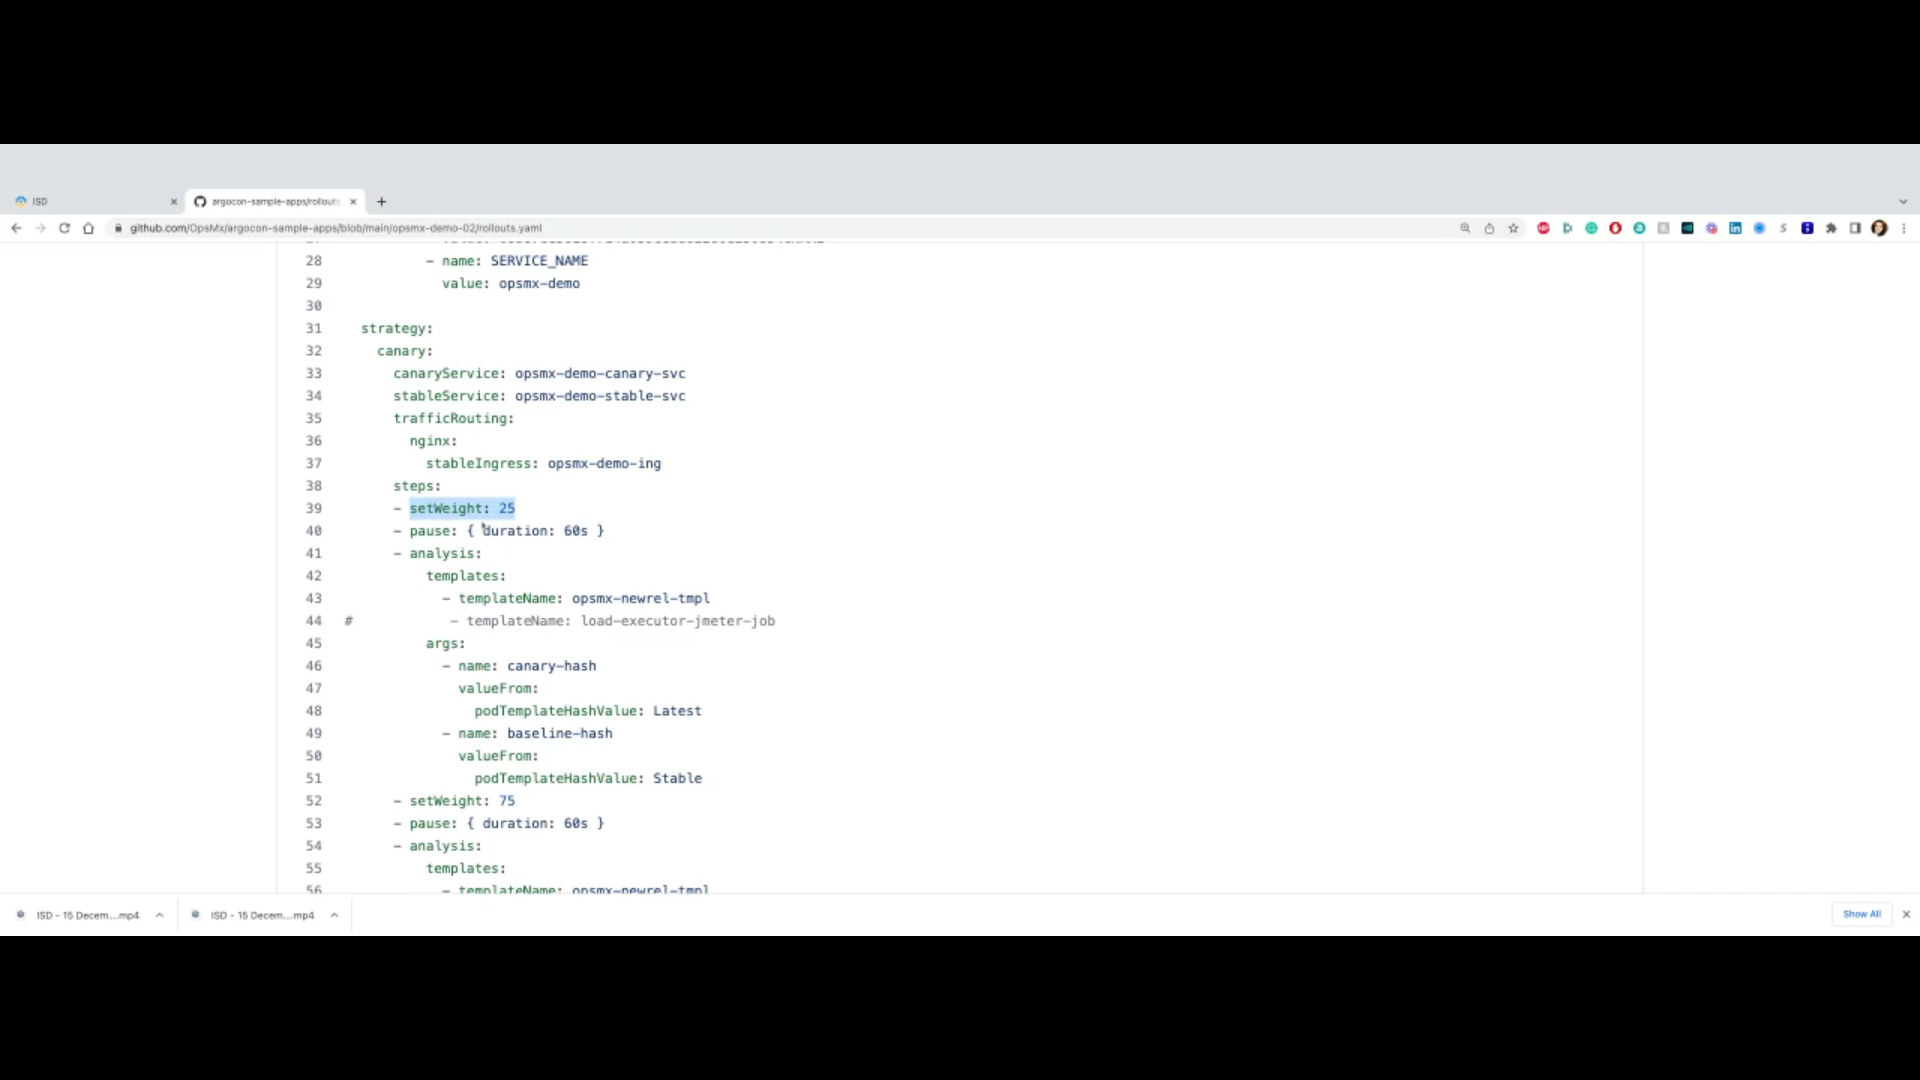 ISD
argocon-sample-apps/rollouts
github.com/OpsMx/argocon-sample-apps/blob/main/opsmx-demo-02/rollouts.yaml
28 - name: SERVICE_NAME
29 value: opsmx-demo
30
31 strategy:
32 canary:
33 canaryService: opsmx-demo-canary-svc
34 stableService: opsmx-demo-stable-svc
35 trafficRouting:
36 nginx:
37 stableIngress: opsmx-demo-ing
38 steps:
39 - setWeight: 25
40 - pause: { duration: 60s }
41 - analysis:
42 templates:
43 - templateName: opsmx-newrel-tmpl
44 # - templateName: load-executor-jmeter-job
45 args:
46 - name: canary-hash
47 valueFrom:
48 podTemplateHashValue: Latest
49 - name: baseline-hash
50 valueFrom:
51 podTemplateHashValue: Stable
52 - setWeight: 75
53 - pause: { duration: 60s }
54 - analysis:
55 templates:
56 - templateName: opsmx-newrel-tmpl
ISD - 15 Decem....mp4
ISD - 15 Decem....mp4
Show All